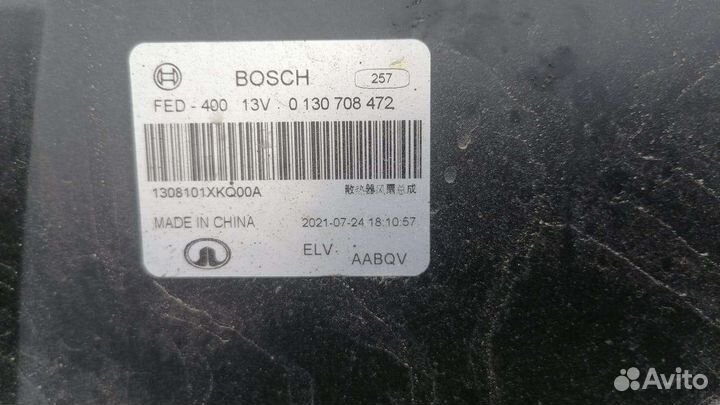 BOSCH 257
FED - 400 13V 0 130 708 472
1308101XKQ00A 散热器风扇总成
MADE IN CHINA 2021-07-24 18:10:57
ELV AABQV
Avito